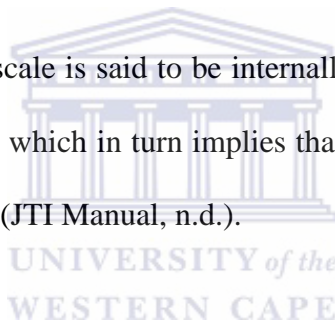 scale is said to be internall
which in turn implies tha
(JTI Manual, n.d.).
UNIVERSITY of the
WESTERN CAPE